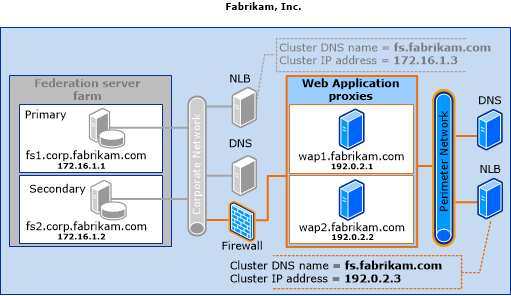 Fabrikam, Inc.
Cluster DNS name = fs.fabrikam.com
Cluster IP address = 172.16.1.3
Federation server
farm
NLB
Web Application
proxies
Primary
fs1.corp.fabrikam.com
172.16.1.1
Corporate Network
DNS
wap1.fabrikam.com
192.0.2.1
Perimeter Network
DNS
Secondary
fs2.corp.fabrikam.com
172.16.1.2
Firewall
wap2.fabrikam.com
192.0.2.2
NLB
Cluster DNS name = fs.fabrikam.com
Cluster IP address = 192.0.2.3